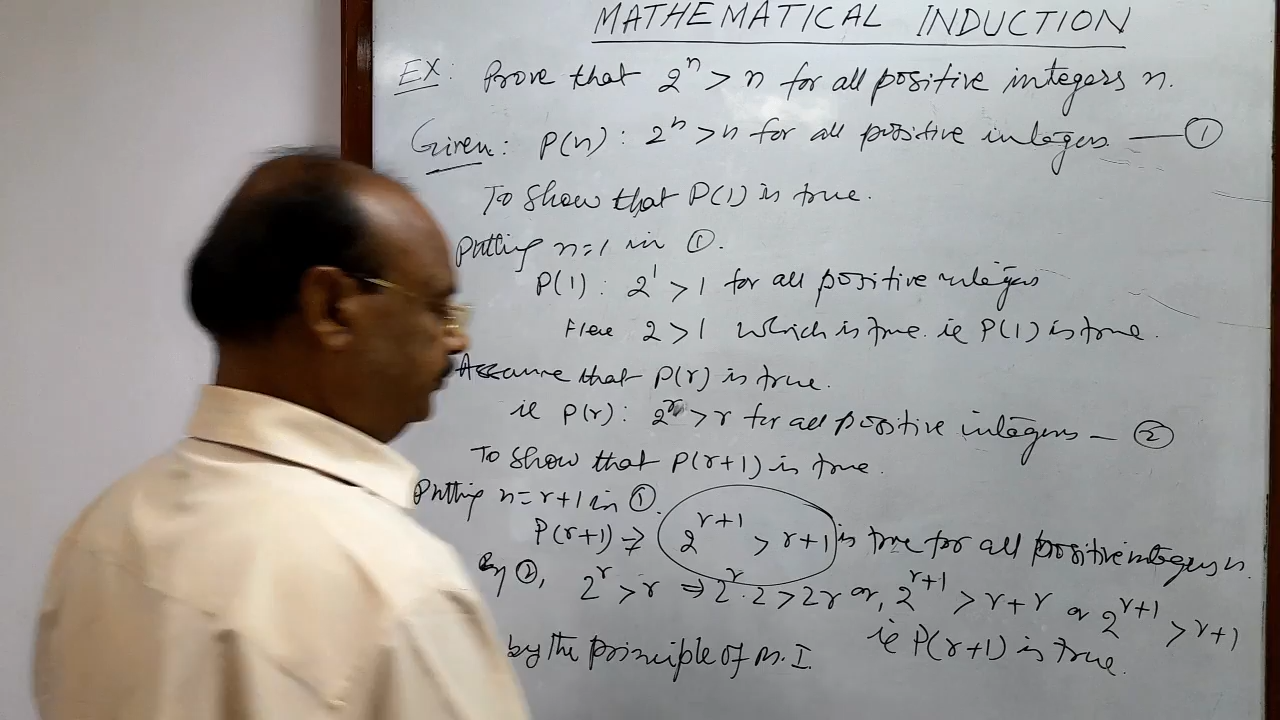 MATHEMATICAL INDUCTION
EX: Prove that 2^n > n for all positive integers n.
Given: P(n): 2^n > n for all positive integers — ①
To show that P(1) is true.
Putting n=1 in ①.
P(1): 2^1 > 1 for all positive integers
Here 2 > 1 which is true. ie P(1) is true.
Assume that P(r) is true.
ie P(r): 2^r > r for all positive integers — ②
To show that P(r+1) is true.
Putting n=r+1 in ①.
P(r+1) ⇒ 2^{r+1} > r+1 is true for all positive integers n.
By ②, 2^r > r ⇒ 2^r·2 > 2r or, 2^{r+1} > r+r or 2^{r+1} > r+1
ie P(r+1) is true.
by the principle of M.I.